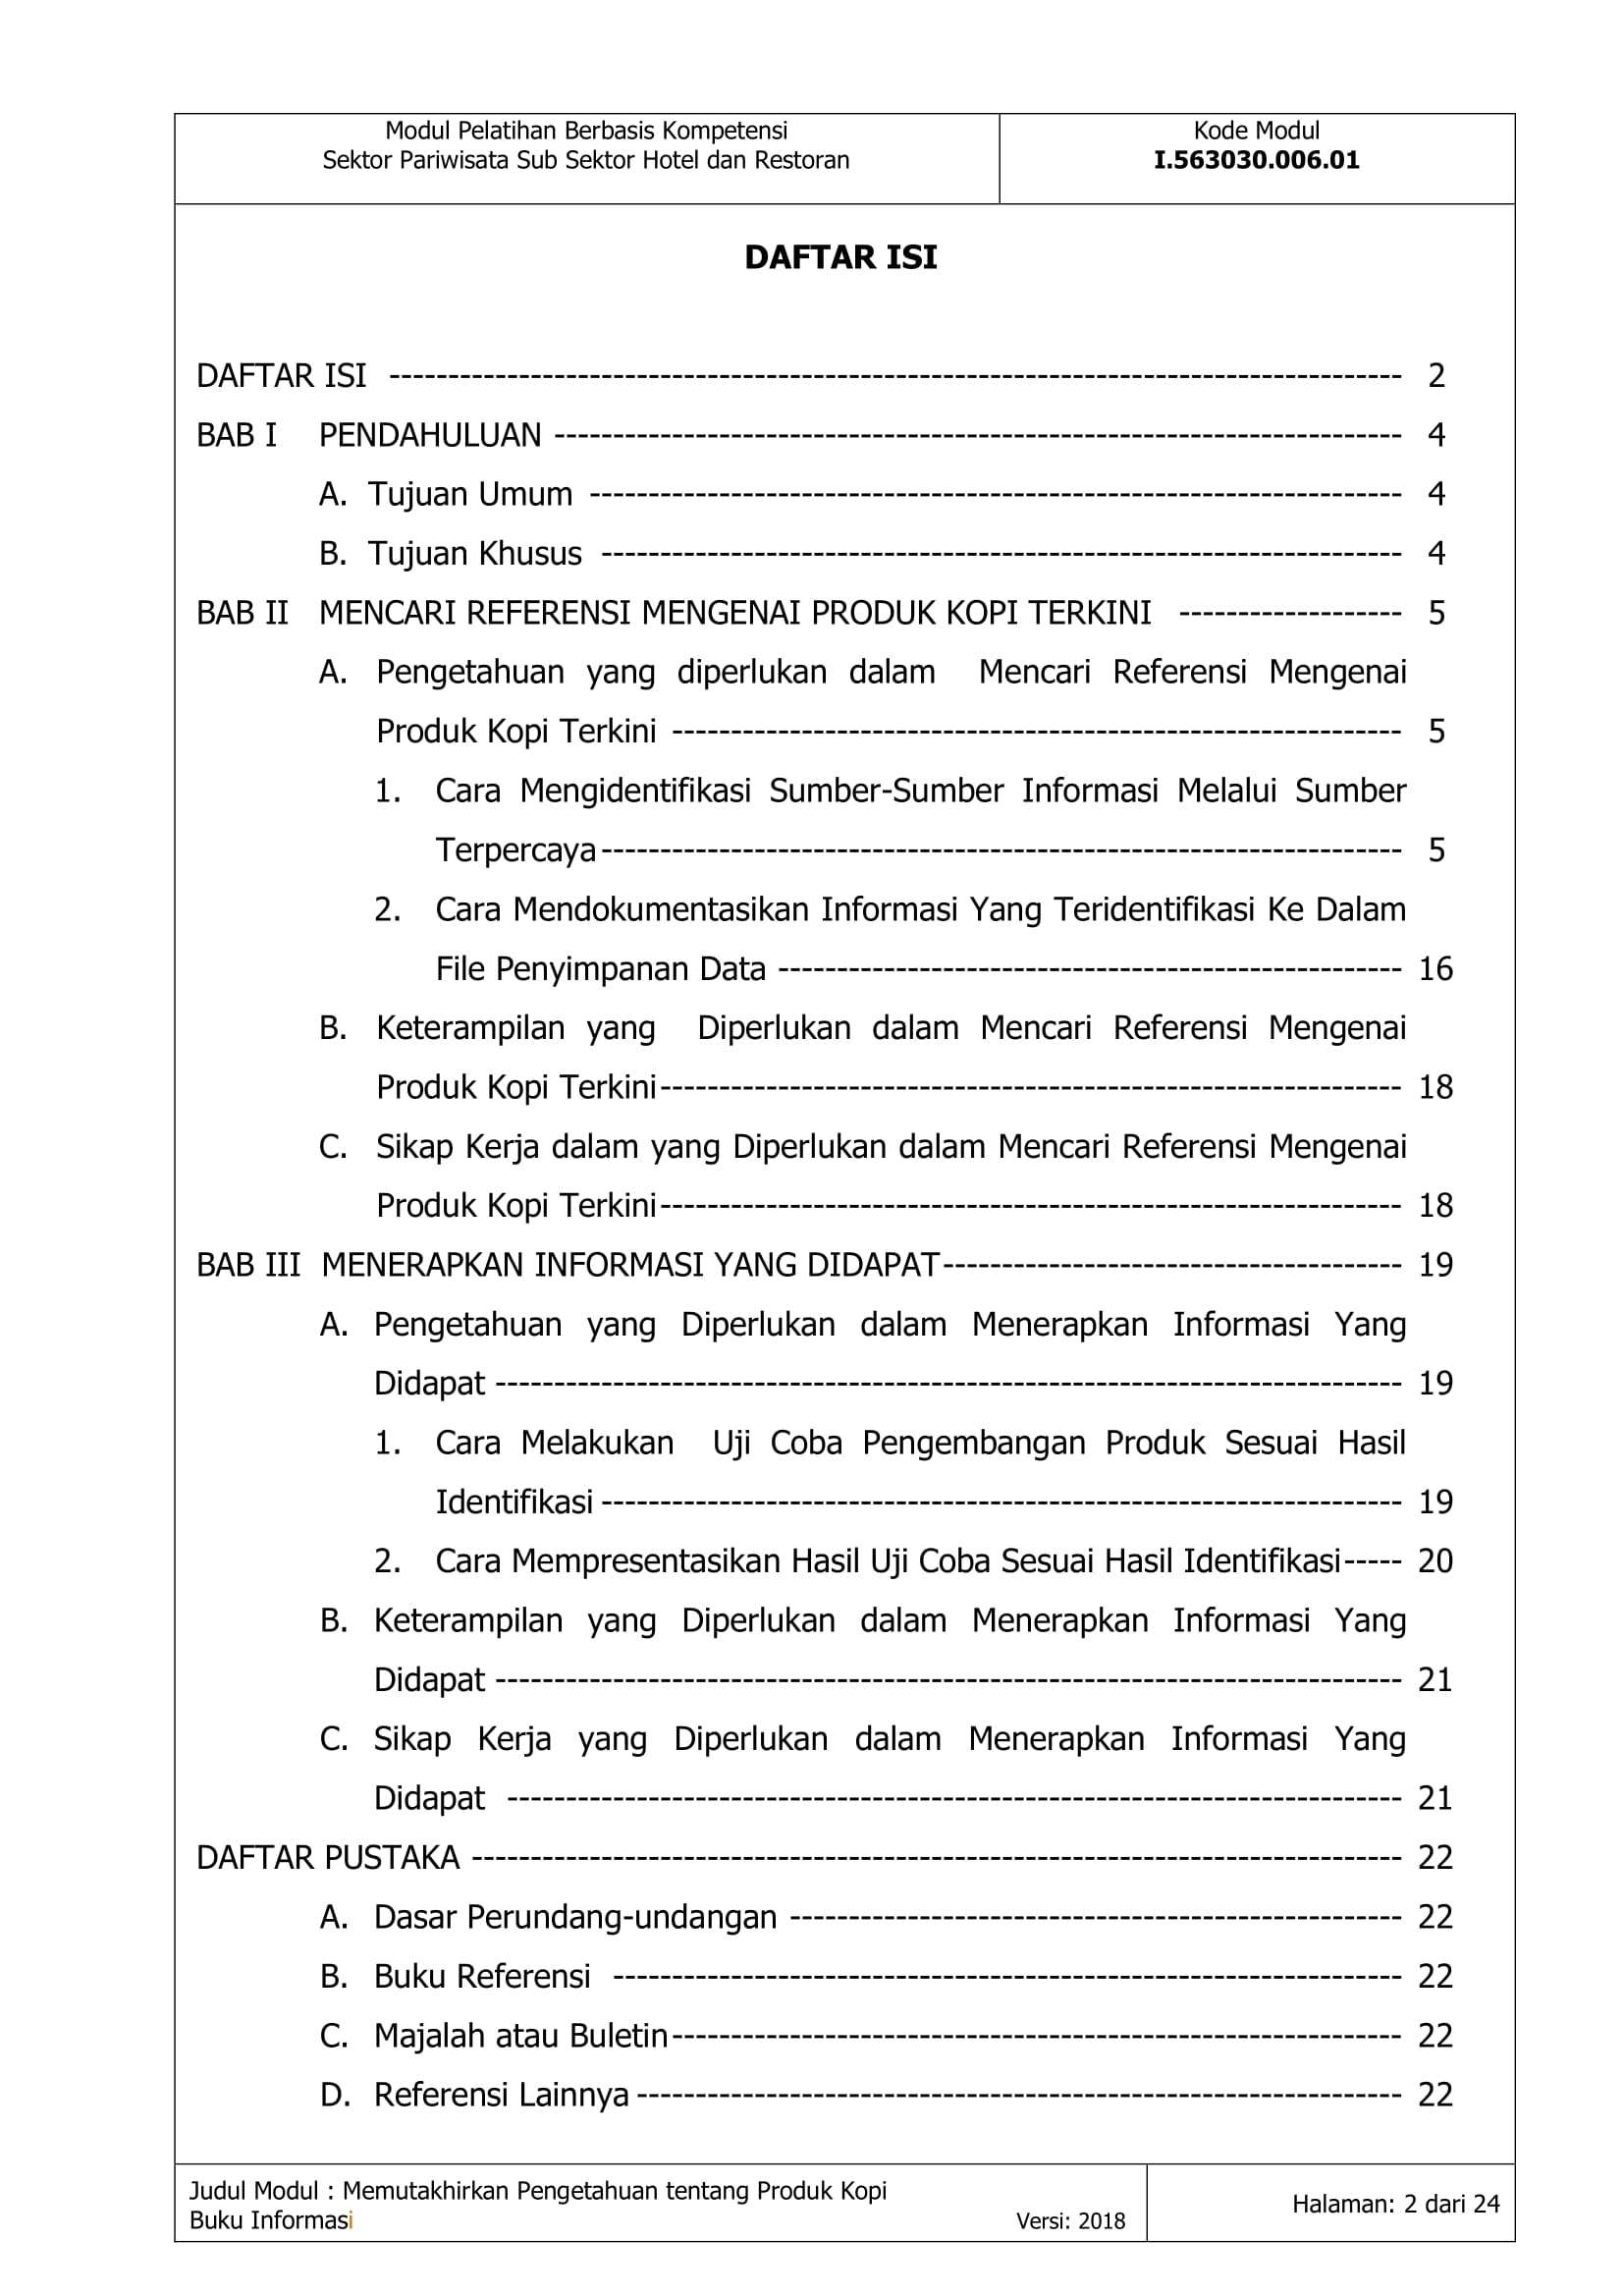 Modul Pelatihan Berbasis Kompetensi
Sektor Pariwisata Sub Sektor Hotel dan Restoran
Kode Modul
I.563030.006.01
DAFTAR ISI
DAFTAR ISI -------------------- 2
BAB I PENDAHULUAN -------------------- 4
A. Tujuan Umum -------------------- 4
B. Tujuan Khusus -------------------- 4
BAB II MENCARI REFERENSI MENGENAI PRODUK KOPI TERKINI -------------------- 5
A. Pengetahuan yang diperlukan dalam Mencari Referensi Mengenai
Produk Kopi Terkini -------------------- 5
1. Cara Mengidentifikasi Sumber-Sumber Informasi Melalui Sumber
Terpercaya -------------------- 5
2. Cara Mendokumentasikan Informasi Yang Teridentifikasi Ke Dalam
File Penyimpanan Data -------------------- 16
B. Keterampilan yang Diperlukan dalam Mencari Referensi Mengenai
Produk Kopi Terkini -------------------- 18
C. Sikap Kerja dalam yang Diperlukan dalam Mencari Referensi Mengenai
Produk Kopi Terkini -------------------- 18
BAB III MENERAPKAN INFORMASI YANG DIDAPAT -------------------- 19
A. Pengetahuan yang Diperlukan dalam Menerapkan Informasi Yang
Didapat -------------------- 19
1. Cara Melakukan Uji Coba Pengembangan Produk Sesuai Hasil
Identifikasi -------------------- 19
2. Cara Mempresentasikan Hasil Uji Coba Sesuai Hasil Identifikasi ----- 20
B. Keterampilan yang Diperlukan dalam Menerapkan Informasi Yang
Didapat -------------------- 21
C. Sikap Kerja yang Diperlukan dalam Menerapkan Informasi Yang
Didapat -------------------- 21
DAFTAR PUSTAKA -------------------- 22
A. Dasar Perundang-undangan -------------------- 22
B. Buku Referensi -------------------- 22
C. Majalah atau Buletin -------------------- 22
D. Referensi Lainnya -------------------- 22
Judul Modul : Memutakhirkan Pengetahuan tentang Produk Kopi
Buku Informasi Versi: 2018
Halaman: 2 dari 24